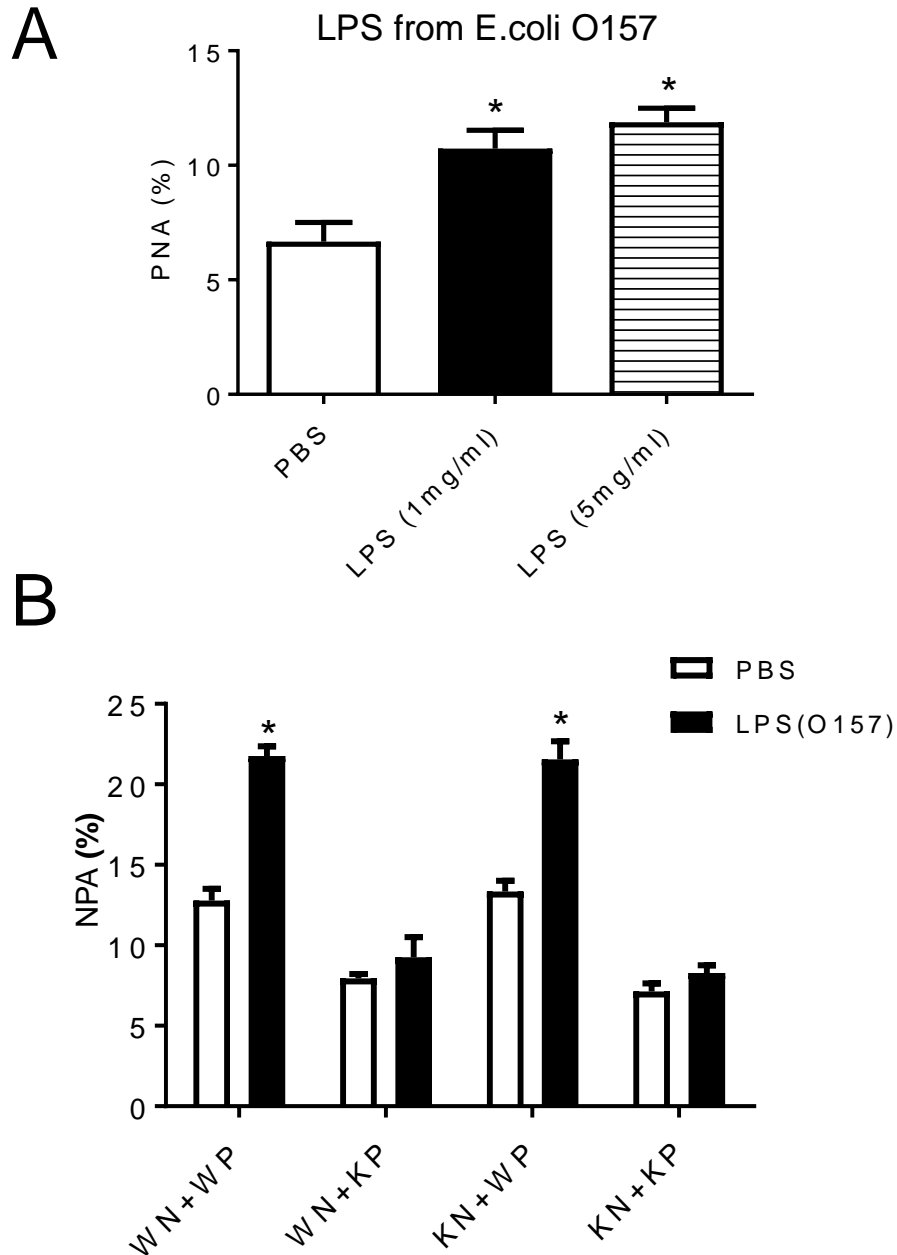 A
LPS from E.coli O157
15
10
5
0
PNA (%)
*
*
PBS
LPS (1mg/ml)
LPS (5mg/ml)
B
PBS
LPS(O157)
25
20
15
10
5
0
NPA (%)
*
*
WN+WP
WN+KP
KN+WP
KN+KP